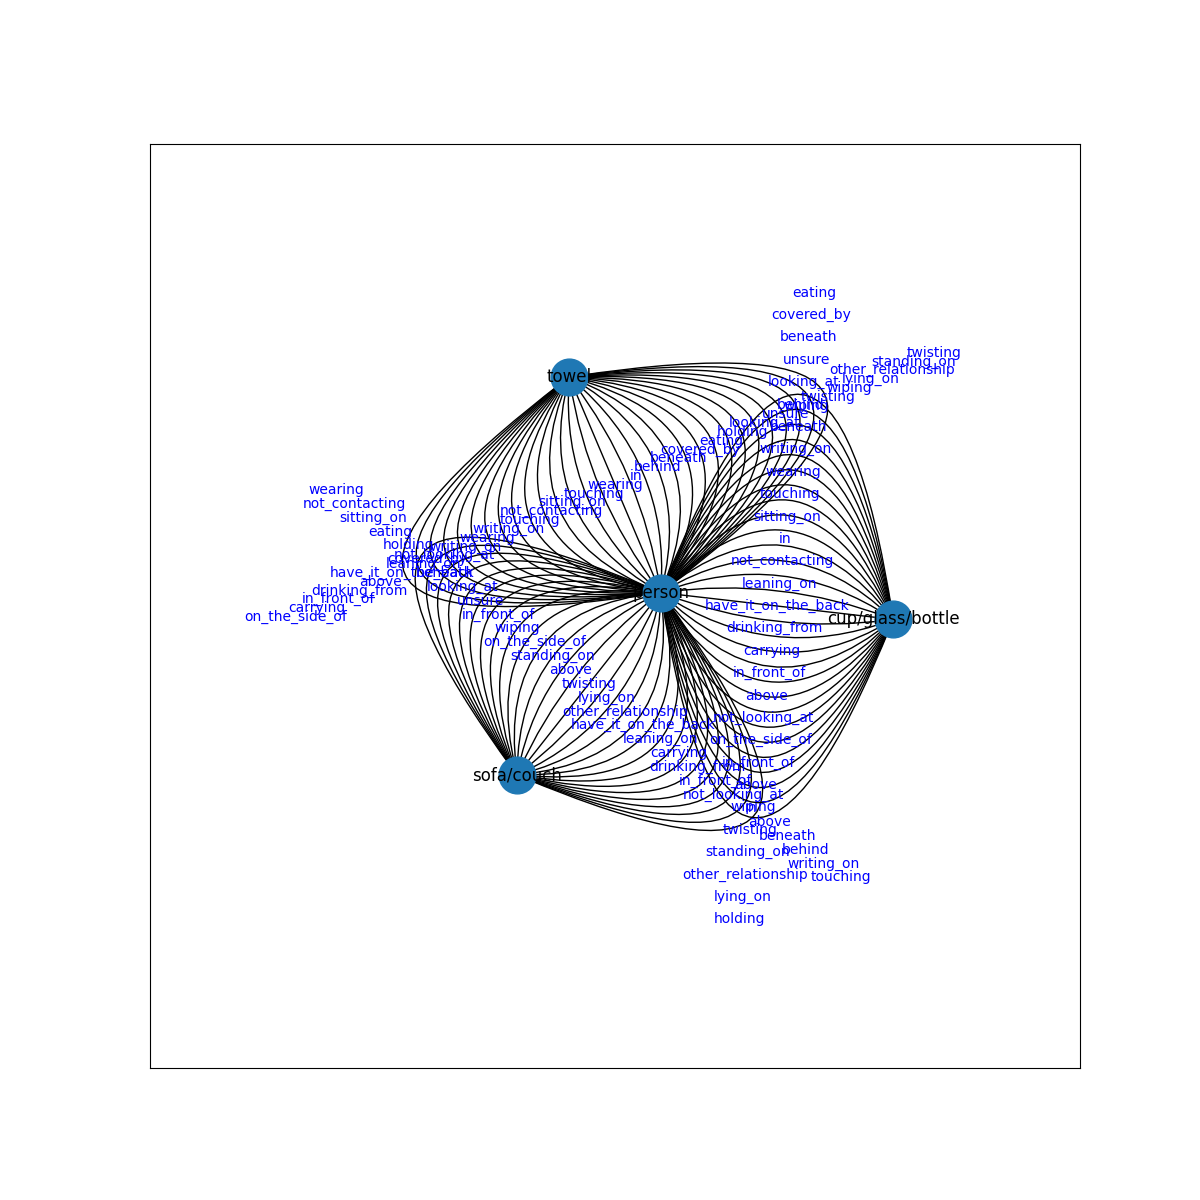 eating
covered_by
beneath
twisting
unsure
standing_on
other_relationship
towel
looking_at
lying_on
wiping
twisting
behind
unsure
looking_at
beneath
holding
eating
covered_by
writing_on
beneath
behind
wearing
in
wearing
wearing
touching
touching
not_contacting
sitting_on
not_contacting
sitting_on
sitting_on
touching
eating
writing_on
in
wearing
holding
writing_on
not_contacting
leaning_on
have_it_on_the_back
above
leaning_on
looking_at
drinking_from
person
in_front_of
unsure
have_it_on_the_back
carrying
on_the_side_of
in_front_of
cup/glass/bottle
wiping
drinking_from
on_the_side_of
carrying
standing_on
above
in_front_of
twisting
lying_on
above
other_relationship
not_looking_at
have_it_on_the_back
leaning_on
on_the_side_of
carrying
in_front_of
drinking_from
sofa/couch
in_front_of
above
not_looking_at
wiping
above
twisting
beneath
behind
standing_on
writing_on
other_relationship
touching
lying_on
holding